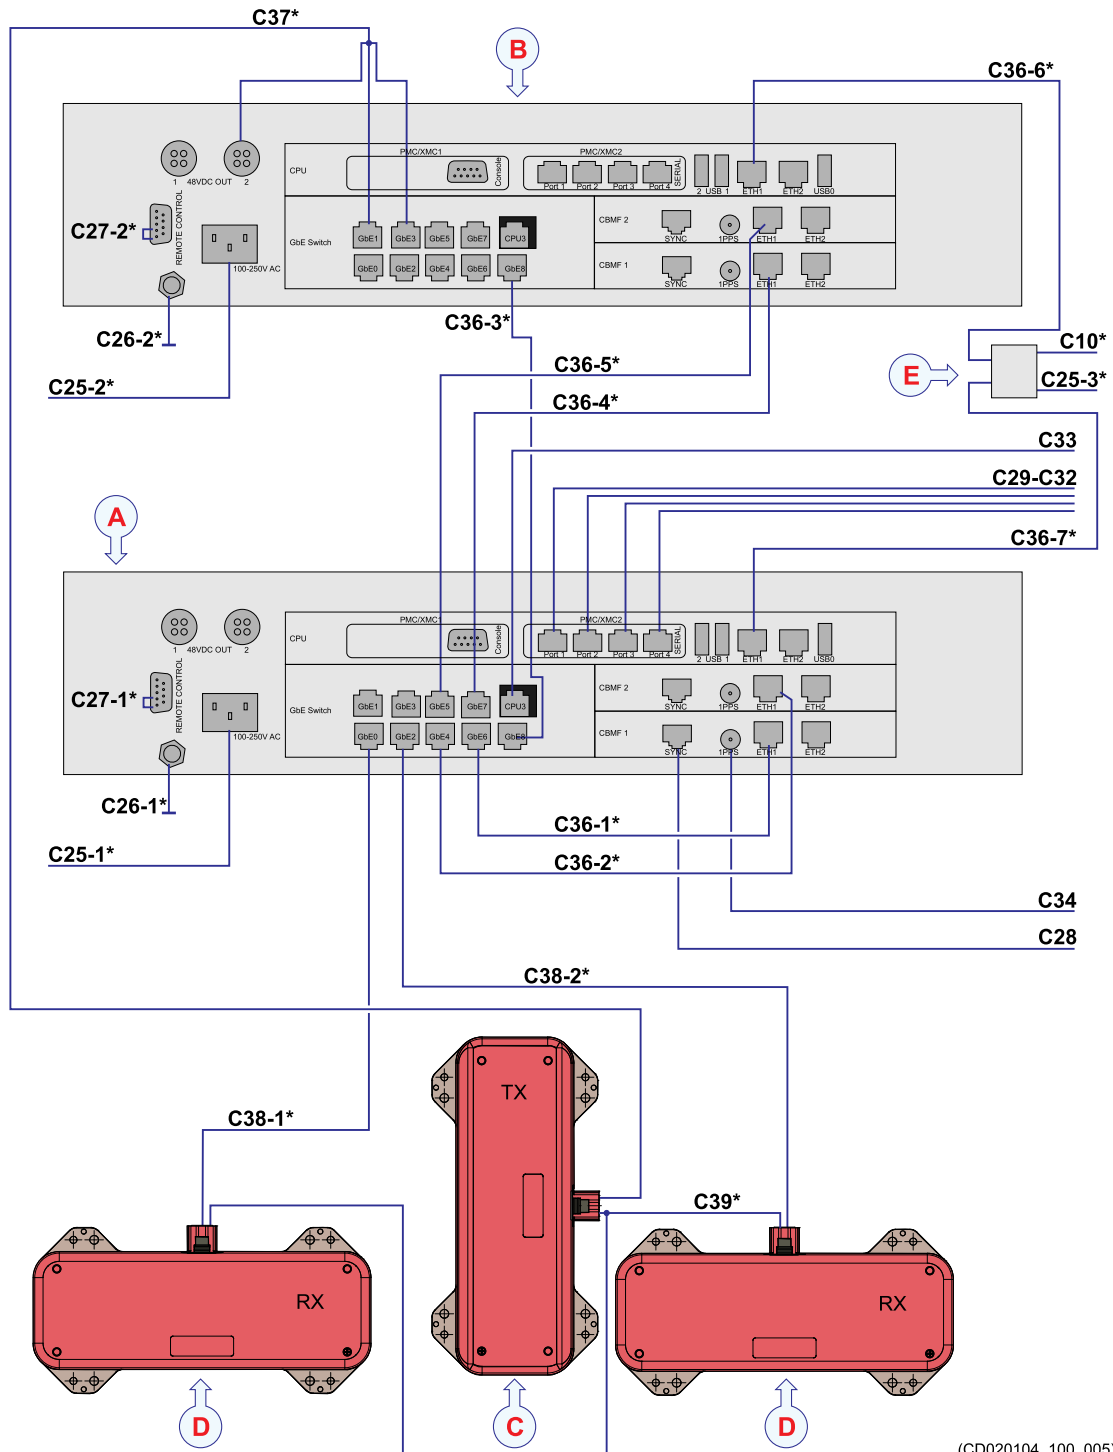 C37*
B
C36-6*
PMC/XMC1
PMC/XMC2
CPU
Console
Port 1
Port 2
Port 3
Port 4
SERIAL
2 USB 1
ETH1
ETH2
USB0
1 48VDC OUT 2
REMOTE CONTROL
C27-2*
100-250V AC
GbE Switch
GbE1
GbE3
GbE5
GbE7
CPU3
GbE0
GbE2
GbE4
GbE6
GbE8
CBMF 2
SYNC
1PPS
ETH1
ETH2
CBMF 1
SYNC
1PPS
ETH1
ETH2
C36-3*
C26-2*
C10*
C36-5*
E
C25-3*
C25-2*
C36-4*
C33
C29-C32
A
C36-7*
PMC/XMC1
PMC/XMC2
CPU
Console
Port 1
Port 2
Port 3
Port 4
SERIAL
2 USB 1
ETH1
ETH2
USB0
1 48VDC OUT 2
REMOTE CONTROL
C27-1*
100-250V AC
GbE Switch
GbE1
GbE3
GbE5
GbE7
CPU3
GbE0
GbE2
GbE4
GbE6
GbE8
CBMF 2
SYNC
1PPS
ETH1
ETH2
CBMF 1
SYNC
1PPS
ETH1
ETH2
C26-1*
C36-1*
C25-1*
C36-2*
C34
C28
C38-2*
TX
C38-1*
C39*
RX
RX
D
C
D
(CD020104_100_005)